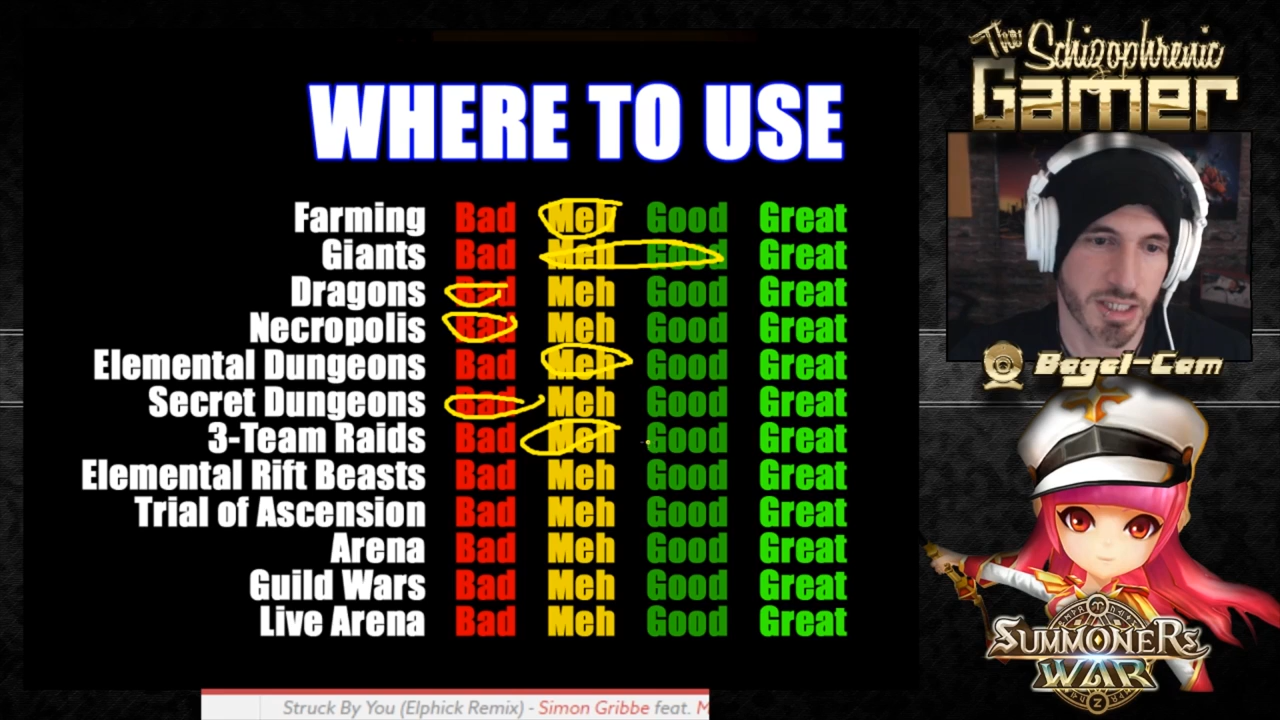 The Schizophrenic
Gamer
WHERE TO USE
Farming Bad Meh Good Great
Giants Bad Meh Good Great
Dragons Bad Meh Good Great
Necropolis Bad Meh Good Great
Elemental Dungeons Bad Meh Good Great
Secret Dungeons Bad Meh Good Great
3-Team Raids Bad Meh Good Great
Elemental Rift Beasts Bad Meh Good Great
Trial of Ascension Bad Meh Good Great
Arena Bad Meh Good Great
Guild Wars Bad Meh Good Great
Live Arena Bad Meh Good Great
Bagel-Cam
SUMMONERS
WAR
Struck By You (Elphick Remix) - Simon Gribbe feat. M